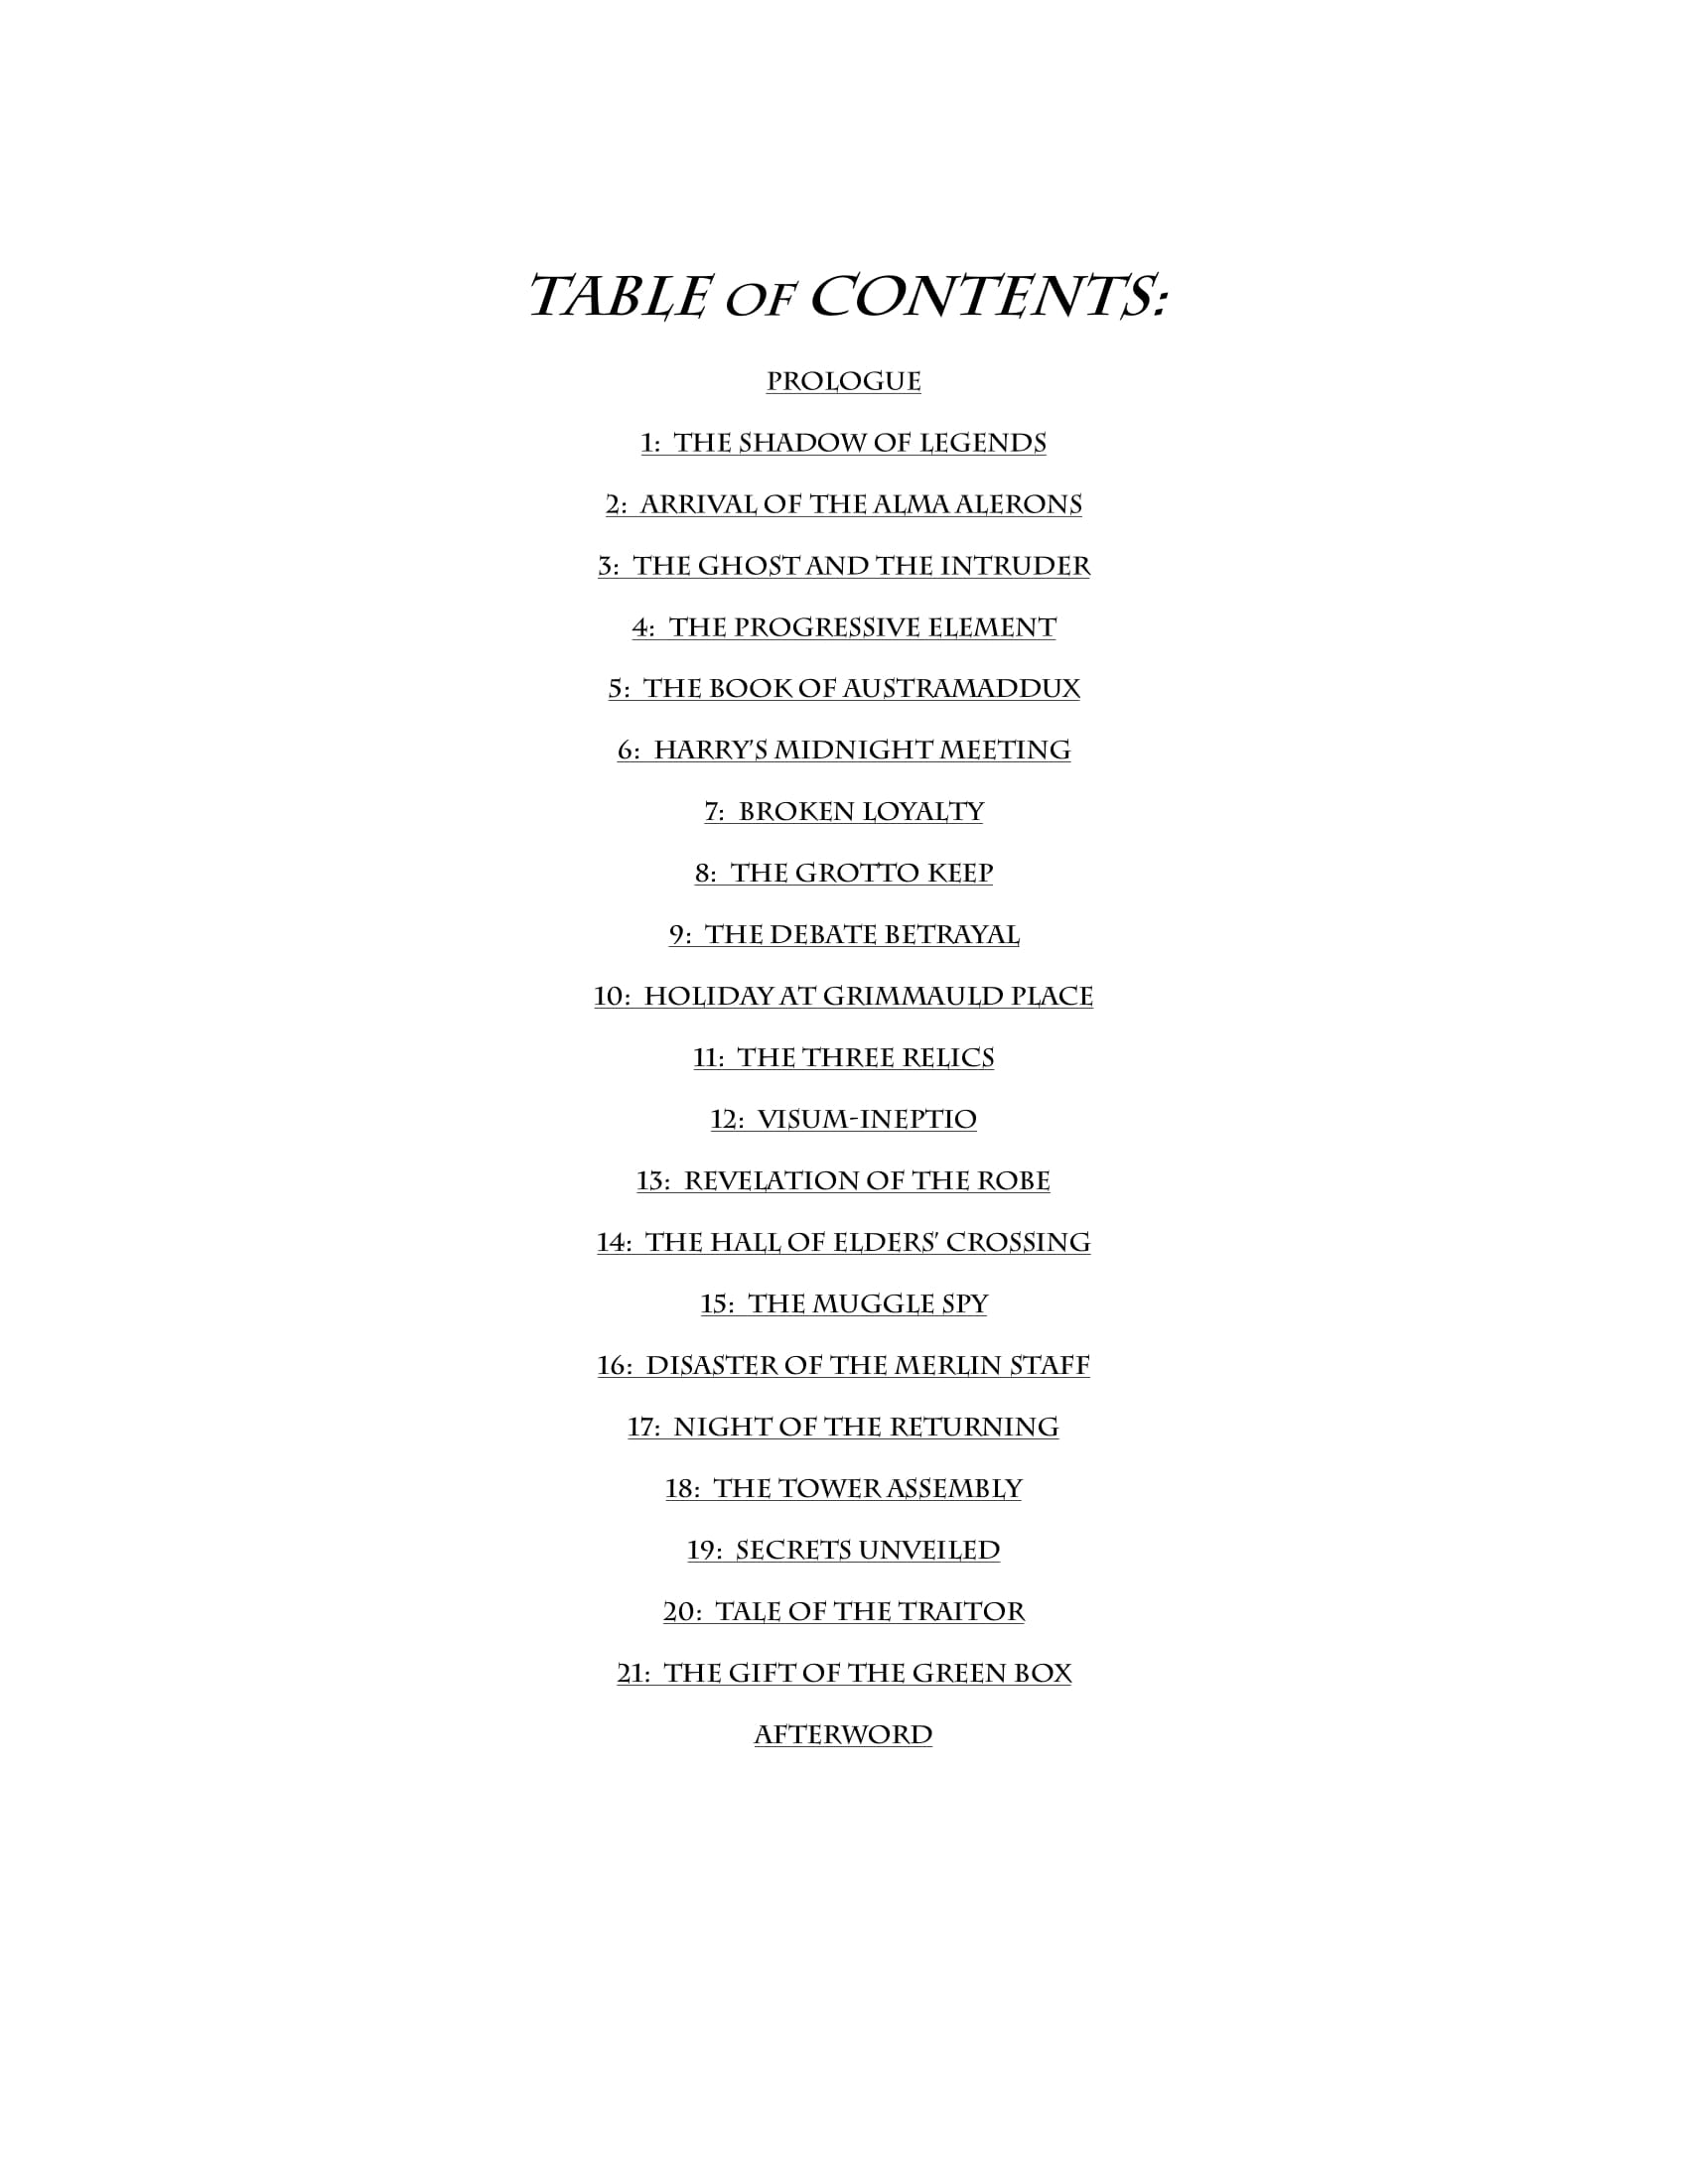 TABLE OF CONTENTS:
PROLOGUE
1: THE SHADOW OF LEGENDS
2: ARRIVAL OF THE ALMA ALERONS
3: THE GHOST AND THE INTRUDER
4: THE PROGRESSIVE ELEMENT
5: THE BOOK OF AUSTRAMADDUX
6: HARRY'S MIDNIGHT MEETING
7: BROKEN LOYALTY
8: THE GROTTO KEEP
9: THE DEBATE BETRAYAL
10: HOLIDAY AT GRIMMAULD PLACE
11: THE THREE RELICS
12: VISUM-INEPTIO
13: REVELATION OF THE ROBE
14: THE HALL OF ELDERS' CROSSING
15: THE MUGGLE SPY
16: DISASTER OF THE MERLIN STAFF
17: NIGHT OF THE RETURNING
18: THE TOWER ASSEMBLY
19: SECRETS UNVEILED
20: TALE OF THE TRAITOR
21: THE GIFT OF THE GREEN BOX
AFTERWORD